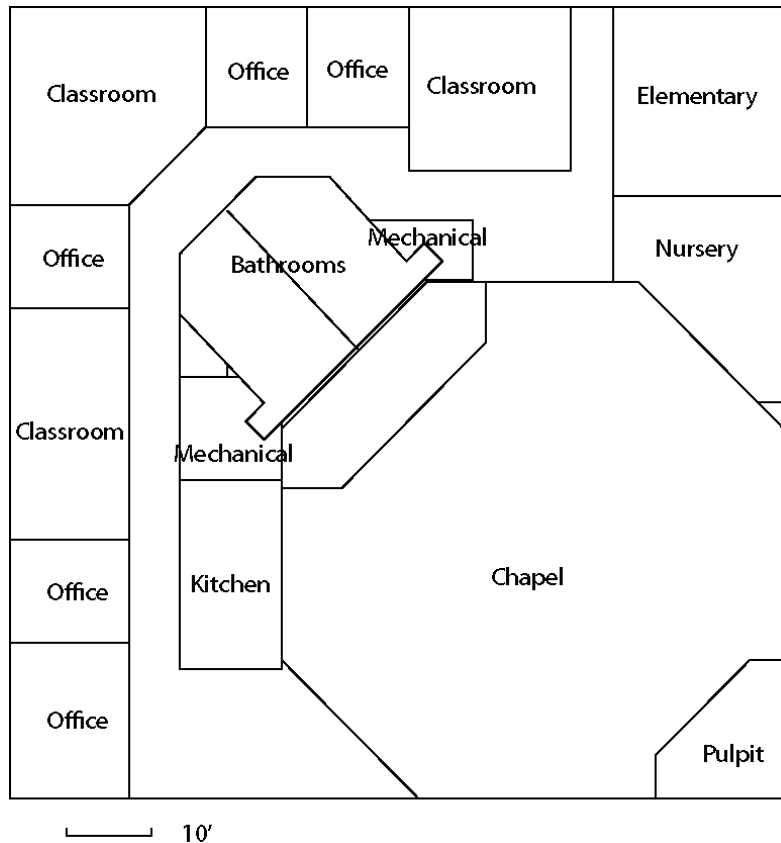 Office
Office
Classroom
Classroom
Elementary
Mechanical
Nursery
Office
Bathrooms
Classroom
Mechanical
Chapel
Kitchen
Office
Office
Pulpit
10'